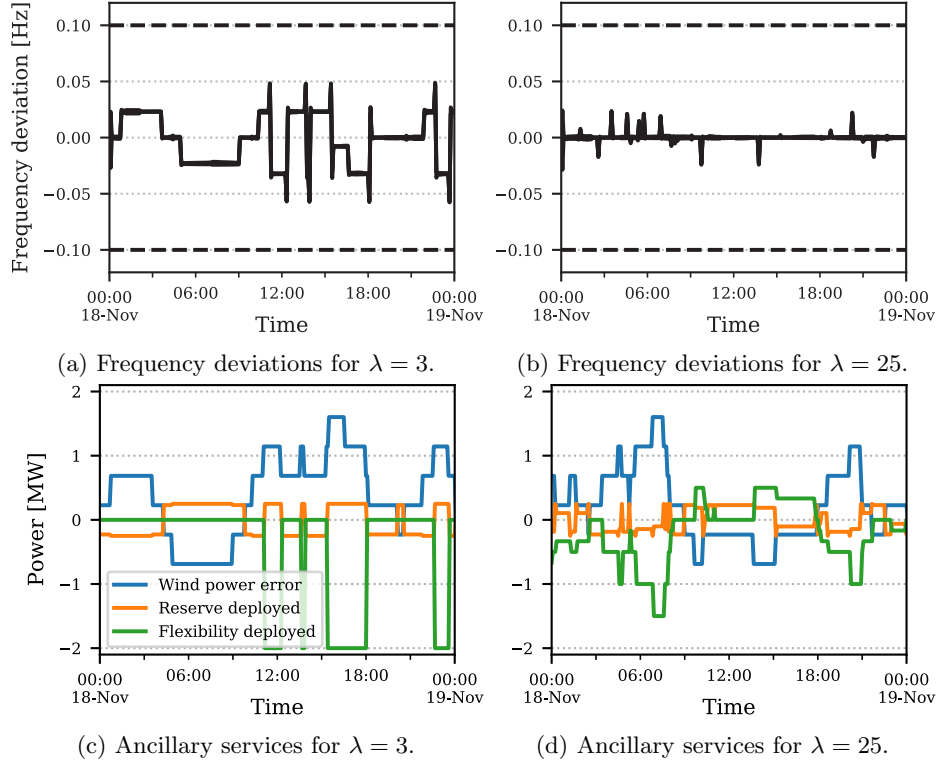 Frequency deviation [Hz]
0.10
0.05
0.00
−0.05
−0.10
00:00
18-Nov
06:00
12:00
18:00
00:00
19-Nov
Time
0.10
0.05
0.00
−0.05
−0.10
00:00
18-Nov
06:00
12:00
18:00
00:00
19-Nov
Time
(a) Frequency deviations for λ = 3.
(b) Frequency deviations for λ = 25.
Power [MW]
2
1
0
−1
−2
Wind power error
Reserve deployed
Flexibility deployed
00:00
18-Nov
06:00
12:00
18:00
00:00
19-Nov
Time
2
1
0
−1
−2
00:00
18-Nov
06:00
12:00
18:00
00:00
19-Nov
Time
(c) Ancillary services for λ = 3.
(d) Ancillary services for λ = 25.